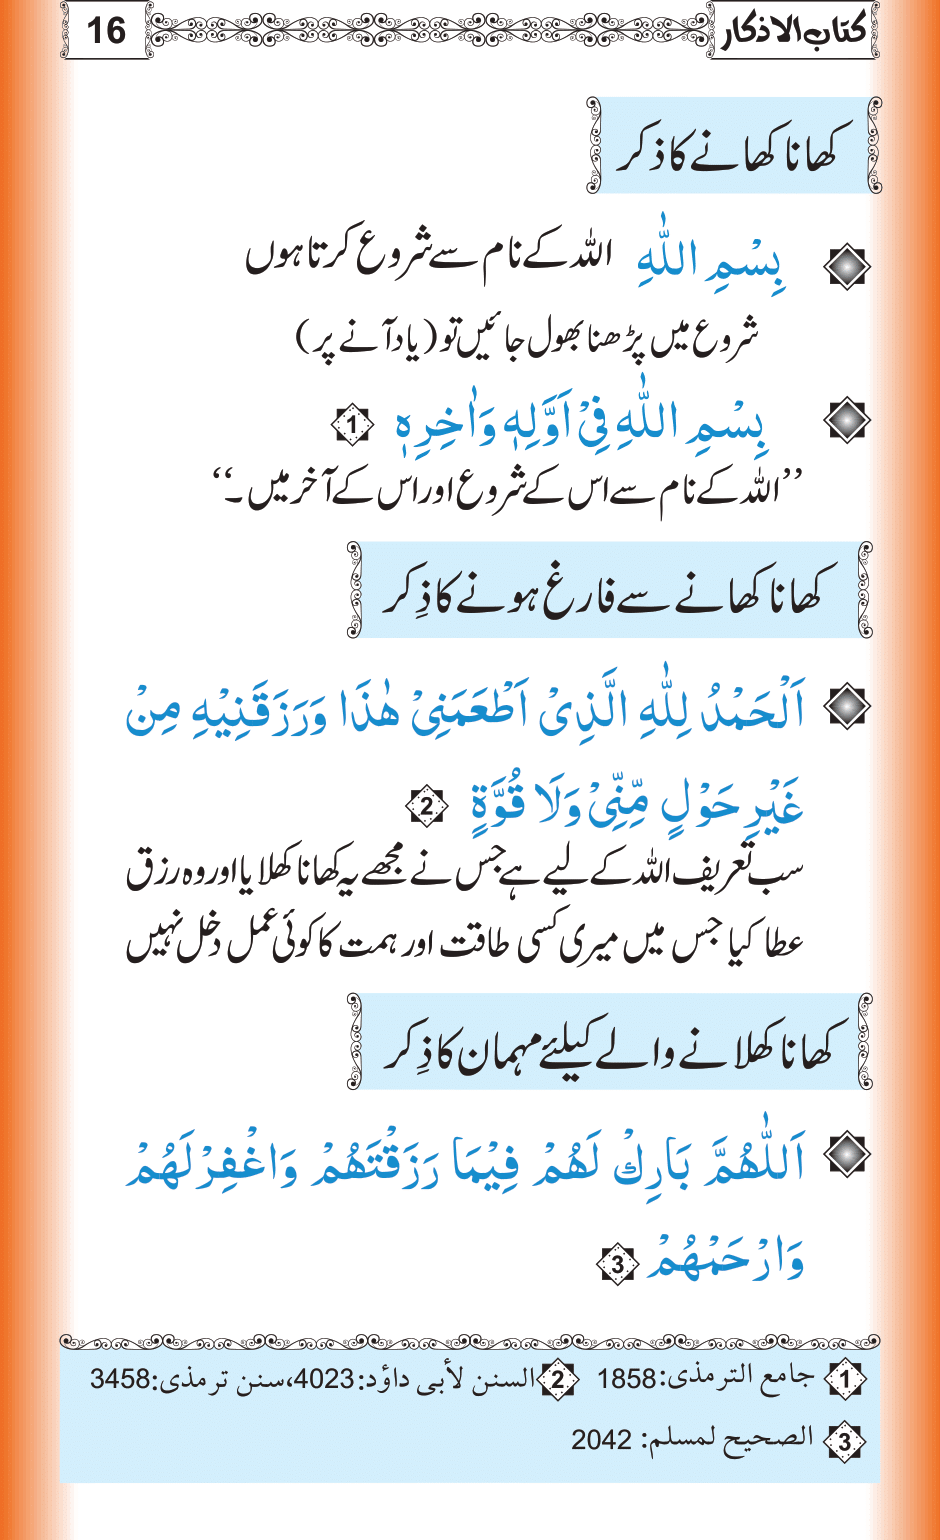 كتاب الاذكار 16
کھانا کھانے کا ذکر
بِسْمِ اللّٰهِ اللہ کے نام سے شروع کرتا ہوں
شروع میں پڑھنا بھول جائیں تو (یاد آنے پر)
بِسْمِ اللّٰهِ فِیْ اَوَّلِهٖ وَاٰخِرِهٖ 1
’’اللہ کے نام سے اس کے شروع اور اس کے آخر میں۔‘‘
کھانا کھانے سے فارغ ہونے کا ذِکر
اَلْحَمْدُ لِلّٰهِ الَّذِیْ اَطْعَمَنِیْ هٰذَا وَرَزَقَنِیْهِ مِنْ
غَیْرِ حَوْلٍ مِّنِّیْ وَلَا قُوَّةٍ 2
سب تعریف اللہ کے لیے ہے جس نے مجھے یہ کھانا کھلایا اور وہ رزق
عطا کیا جس میں میری کسی طاقت اور ہمت کا کوئی عمل دخل نہیں
کھانا کھلانے والے کیلئے مہمان کا ذِکر
اَللّٰهُمَّ بَارِكْ لَهُمْ فِیْمَا رَزَقْتَهُمْ وَاغْفِرْ لَهُمْ
وَارْحَمْهُمْ 3
1 جامع الترمذی:1858 2 السنن لأبی داؤد:4023،سنن ترمذی:3458
3 الصحیح لمسلم: 2042